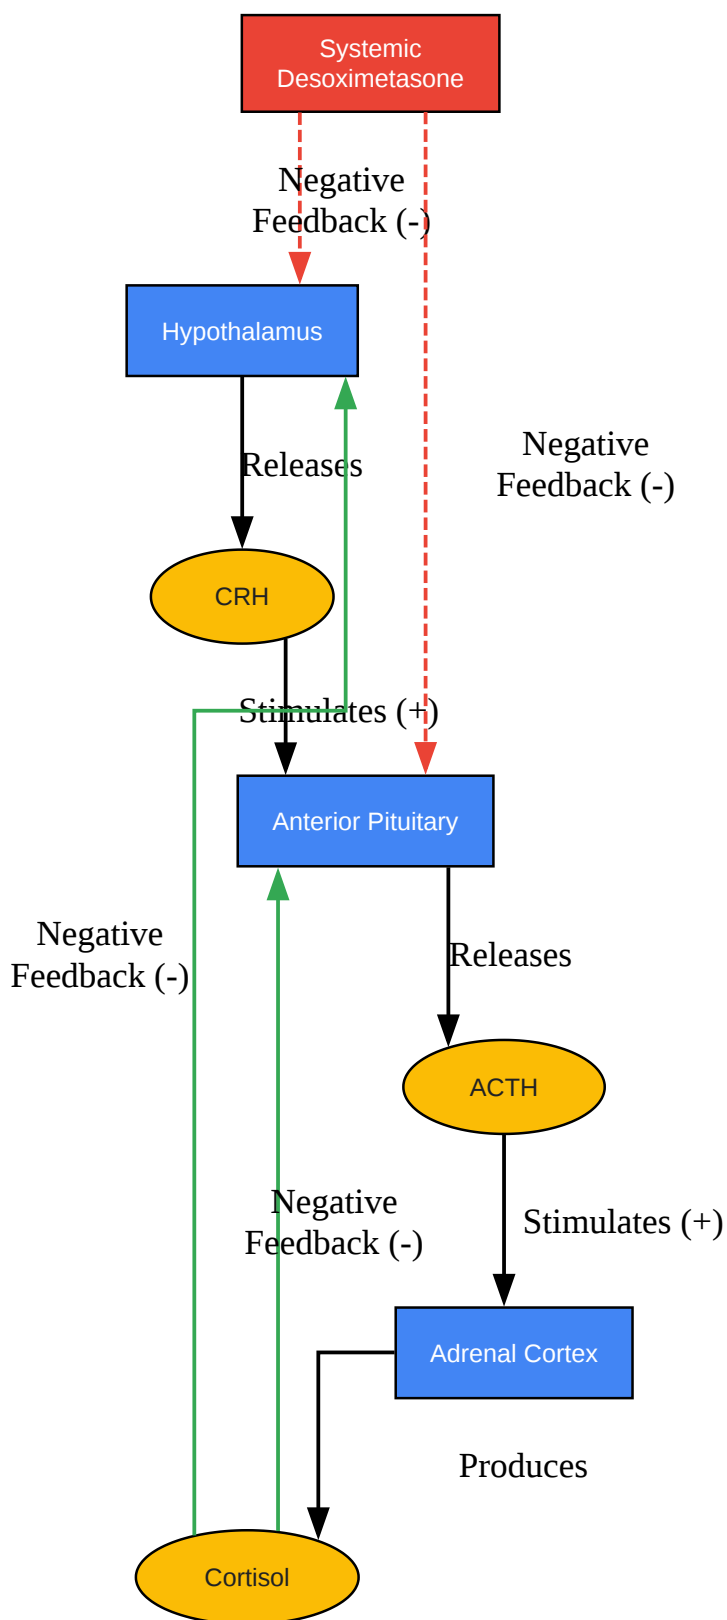 Systemic
Desoximetasone
Negative
Feedback (-)
Hypothalamus
Releases
Negative
Feedback (-)
CRH
Stimulates (+)
Anterior Pituitary
Negative
Feedback (-)
Releases
ACTH
Negative
Feedback (-)
Stimulates (+)
Adrenal Cortex
Produces
Cortisol